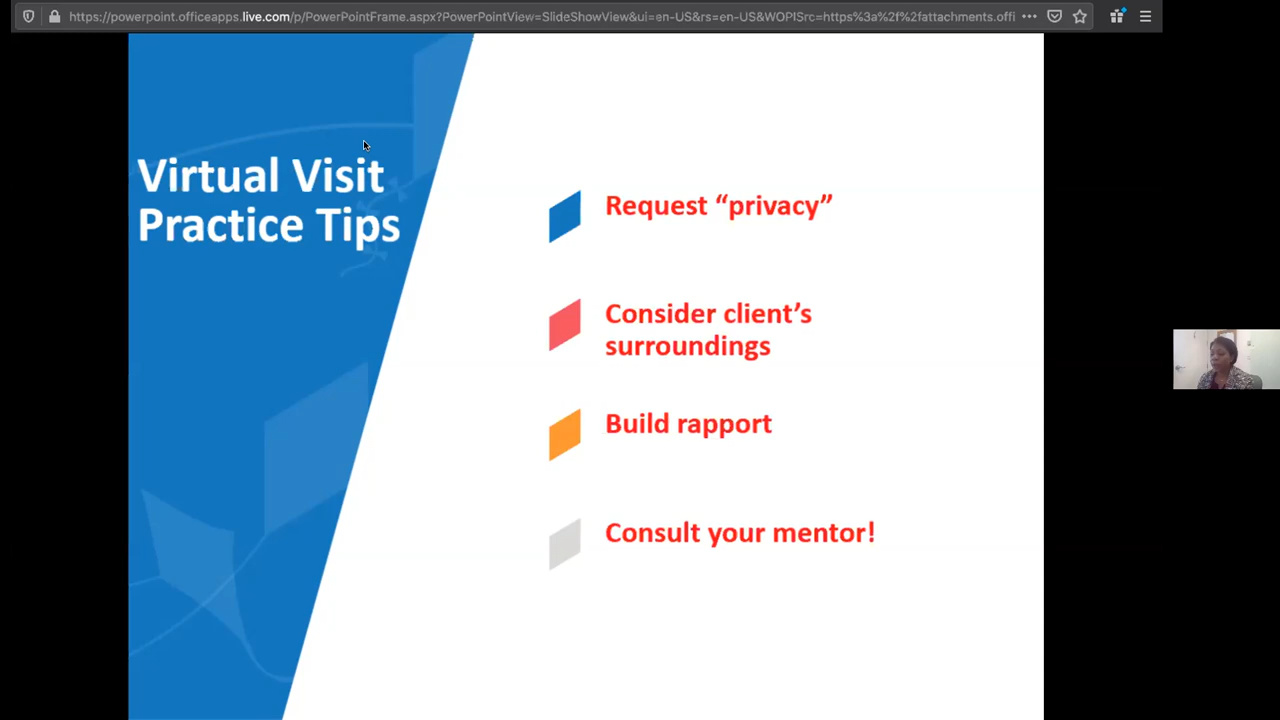 https://powerpoint.officeapps.live.com/p/PowerPointFrame.aspx?PowerPointView=SlideShowView&ui=en-US&rs=en-US&WOPISrc=https%3a%2f%2fattachments.offi
Virtual Visit
Practice Tips
Request “privacy”
Consider client’s
surroundings
Build rapport
Consult your mentor!